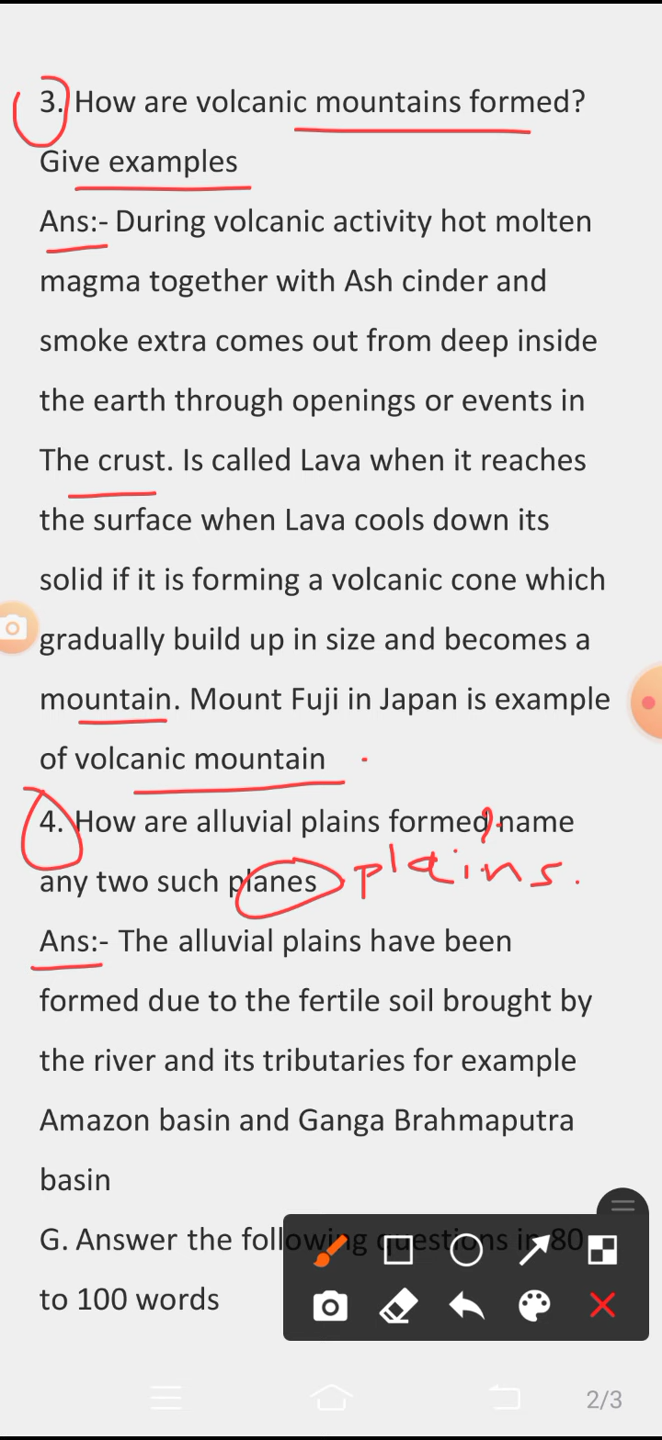 3. How are volcanic mountains formed?
Give examples
Ans:- During volcanic activity hot molten
magma together with Ash cinder and
smoke extra comes out from deep inside
the earth through openings or events in
The crust. Is called Lava when it reaches
the surface when Lava cools down its
solid if it is forming a volcanic cone which
gradually build up in size and becomes a
mountain. Mount Fuji in Japan is example
of volcanic mountain .
4. How are alluvial plains formed?name
any two such planes plains.
Ans:- The alluvial plains have been
formed due to the fertile soil brought by
the river and its tributaries for example
Amazon basin and Ganga Brahmaputra
basin
G. Answer the following questions in 80
to 100 words
2/3